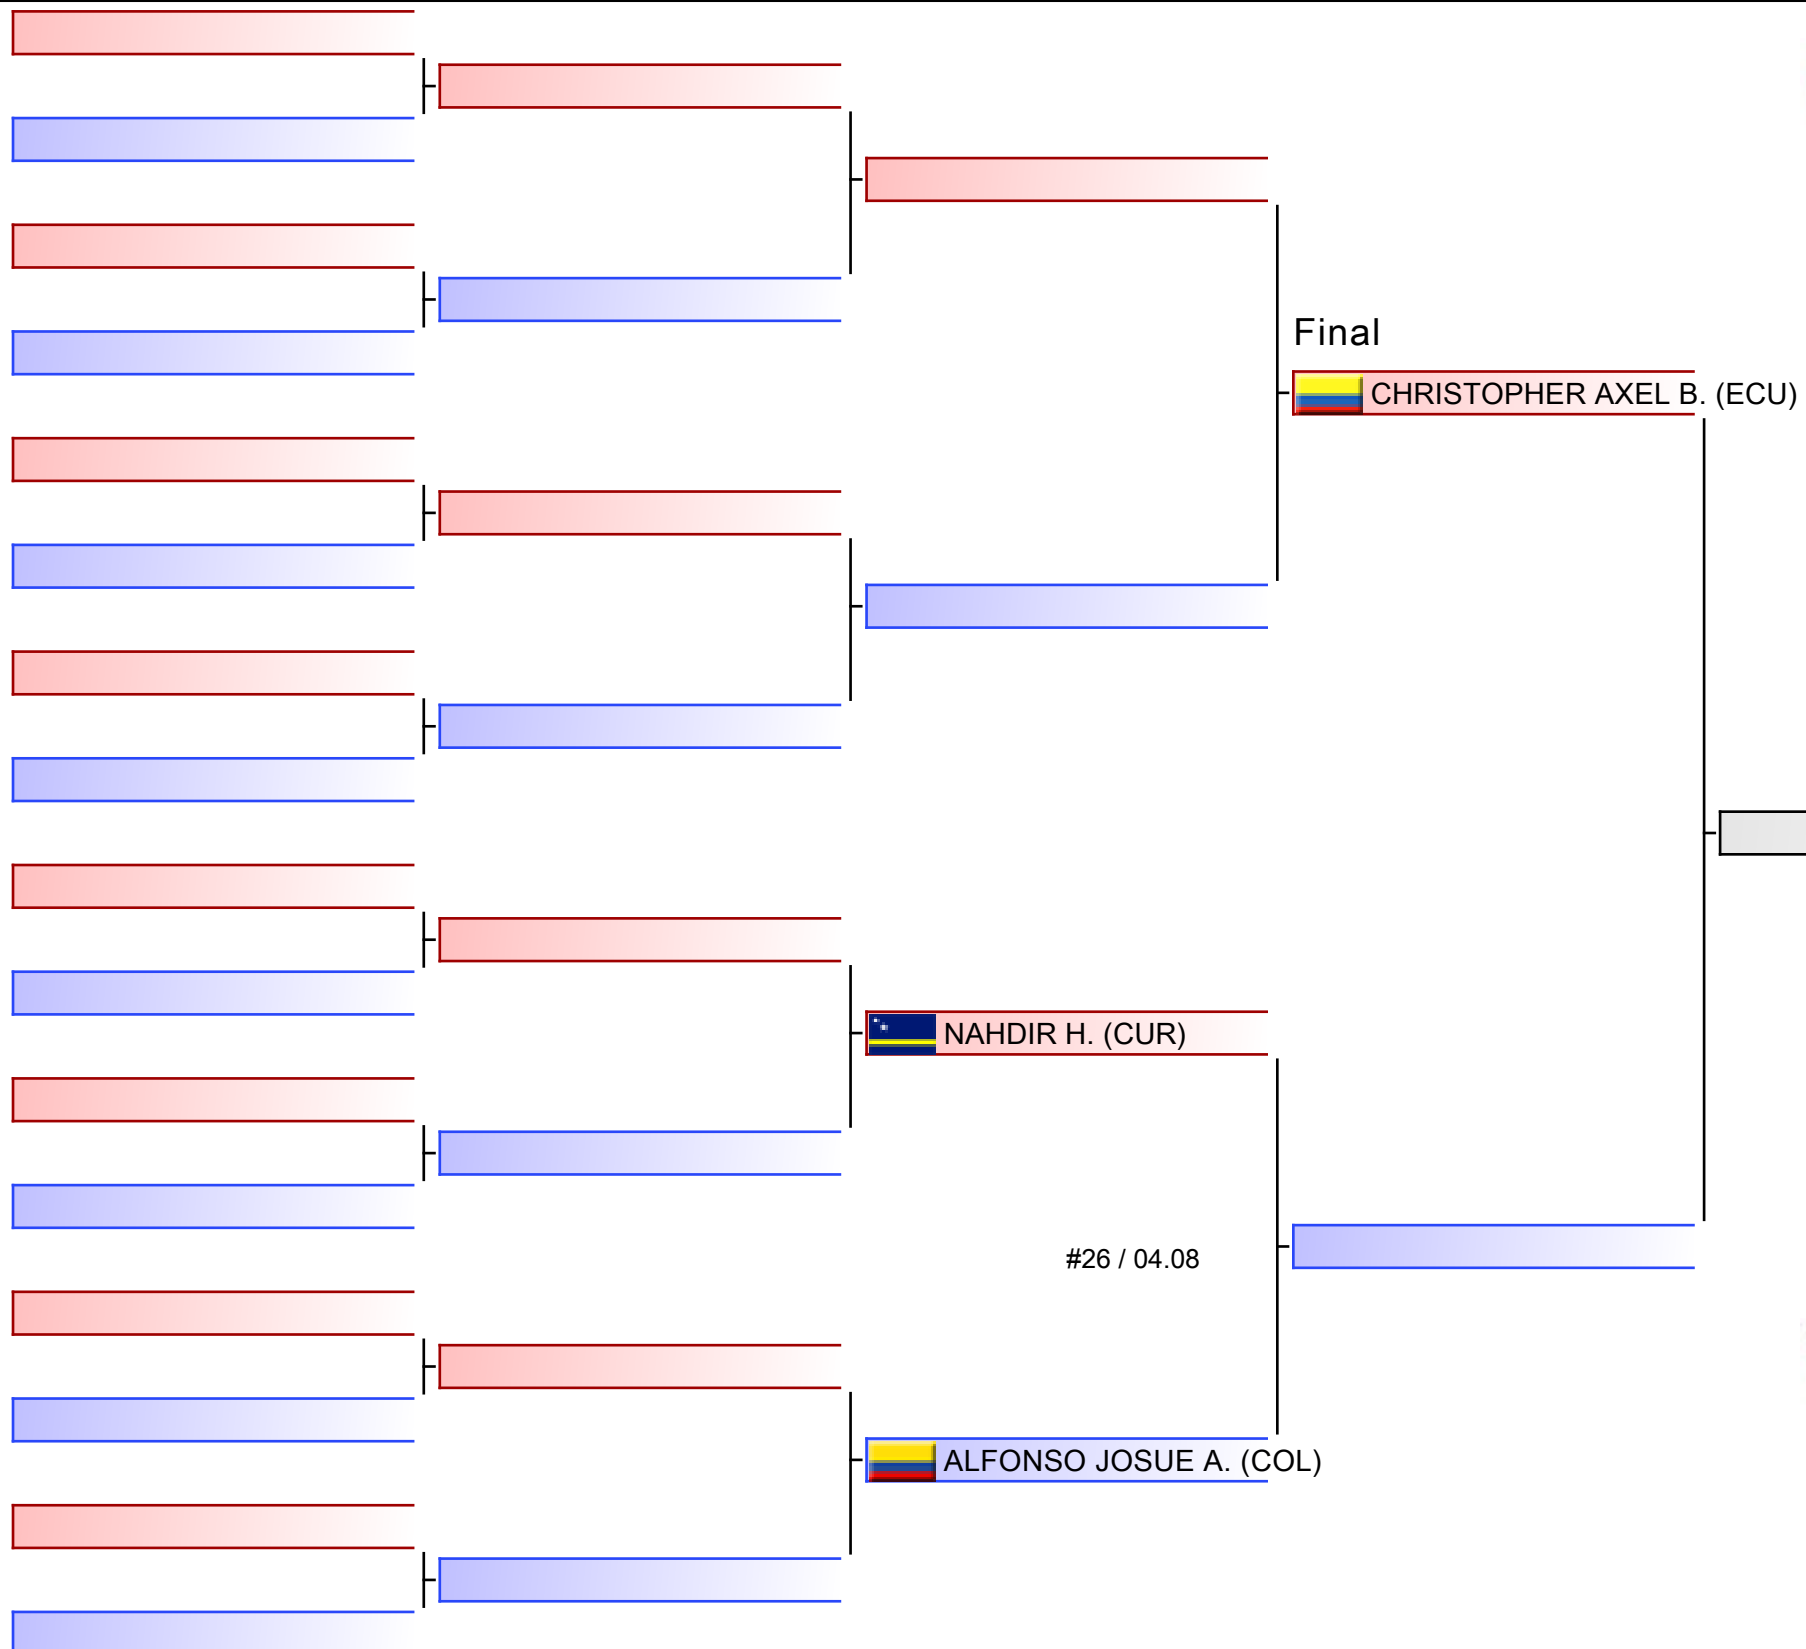 Final
CHRISTOPHER AXEL B. (ECU)
NAHDIR H. (CUR)
#26 / 04.08
ALFONSO JOSUE A. (COL)